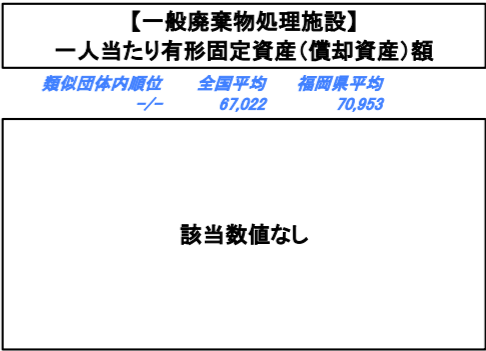 【一般廃棄物処理施設】
一人当たり有形固定資産（償却資産）額
類似団体内順位 全国平均 福岡県平均
-/- 67,022 70,953
該当数値なし